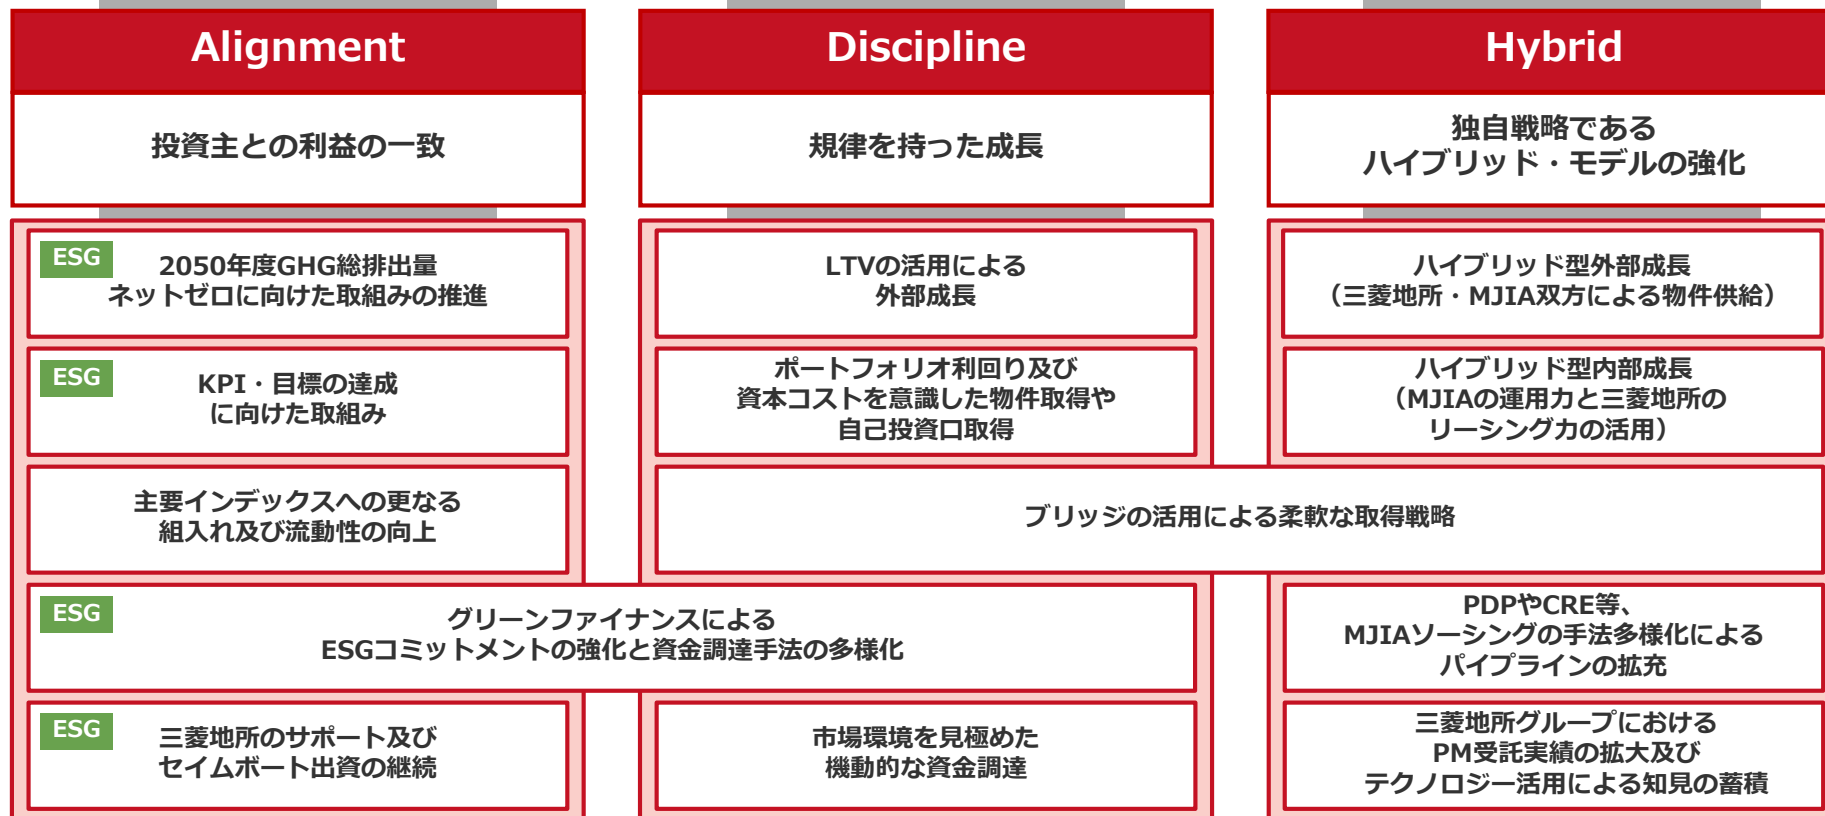 Alignment
投資主との利益の一致
ESG
2050年度GHG総排出量
ネットゼロに向けた取組みの推進
ESG
KPI・目標の達成
に向けた取組み
主要インデックスへの更なる
組入れ及び流動性の向上
ESG
グリーンファイナンスによる
ESGコミットメントの強化と資金調達手法の多様化
ESG
三菱地所のサポート及び
セイムボート出資の継続
Discipline
規律を持った成長
LTVの活用による
外部成長
ポートフォリオ利回り及び
資本コストを意識した物件取得や
自己投資口取得
ブリッジの活用による柔軟な取得戦略
市場環境を見極めた
機動的な資金調達
Hybrid
独自戦略である
ハイブリッド・モデルの強化
ハイブリッド型外部成長
（三菱地所・MJIA双方による物件供給）
ハイブリッド型内部成長
（MJIAの運用力と三菱地所の
リーシング力の活用）
PDPやCRE等、
MJIAソーシングの手法多様化による
パイプラインの拡充
三菱地所グループにおける
PM受託実績の拡大及び
テクノロジー活用による知見の蓄積